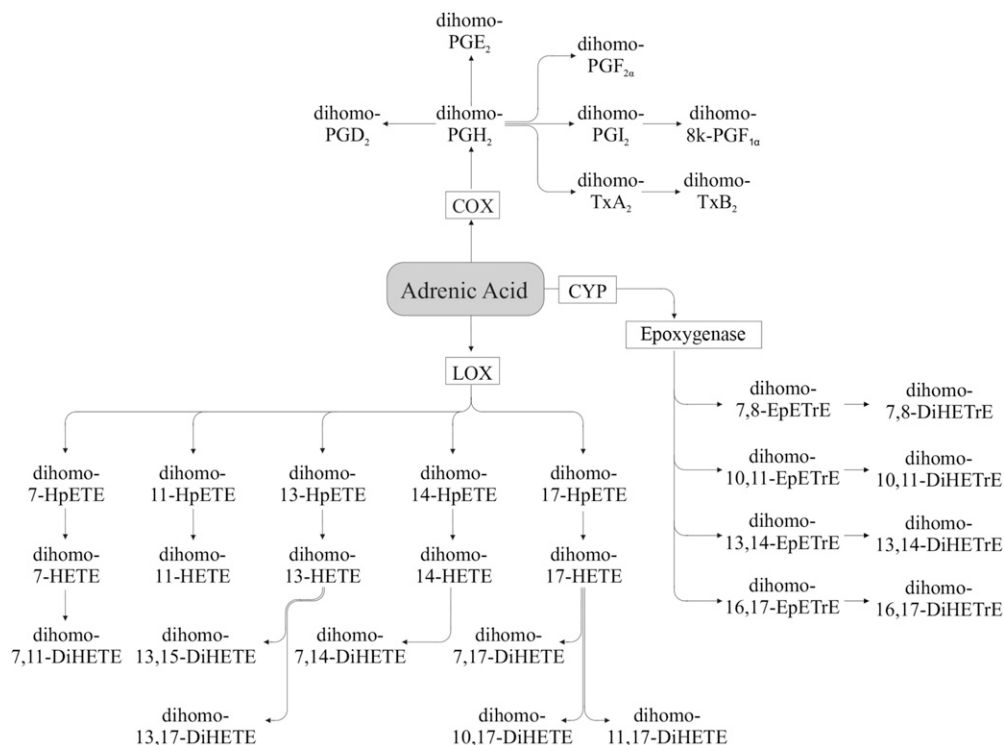 dihomo-
PGE₂
dihomo-
PGF₂α
dihomo-
PGD₂
dihomo-
PGH₂
dihomo-
PGI₂
dihomo-
8k-PGF₁α
dihomo-
TxA₂
dihomo-
TxB₂
COX
Adrenic Acid
CYP
Epoxygenase
LOX
dihomo-
7,8-EpETrE
dihomo-
7,8-DiHETrE
dihomo-
10,11-EpETrE
dihomo-
10,11-DiHETrE
dihomo-
13,14-EpETrE
dihomo-
13,14-DiHETrE
dihomo-
16,17-EpETrE
dihomo-
16,17-DiHETrE
dihomo-
7-HpETE
dihomo-
11-HpETE
dihomo-
13-HpETE
dihomo-
14-HpETE
dihomo-
17-HpETE
dihomo-
7-HETE
dihomo-
11-HETE
dihomo-
13-HETE
dihomo-
14-HETE
dihomo-
17-HETE
dihomo-
7,11-DiHETE
dihomo-
13,15-DiHETE
dihomo-
7,14-DiHETE
dihomo-
7,17-DiHETE
dihomo-
13,17-DiHETE
dihomo-
10,17-DiHETE
dihomo-
11,17-DiHETE